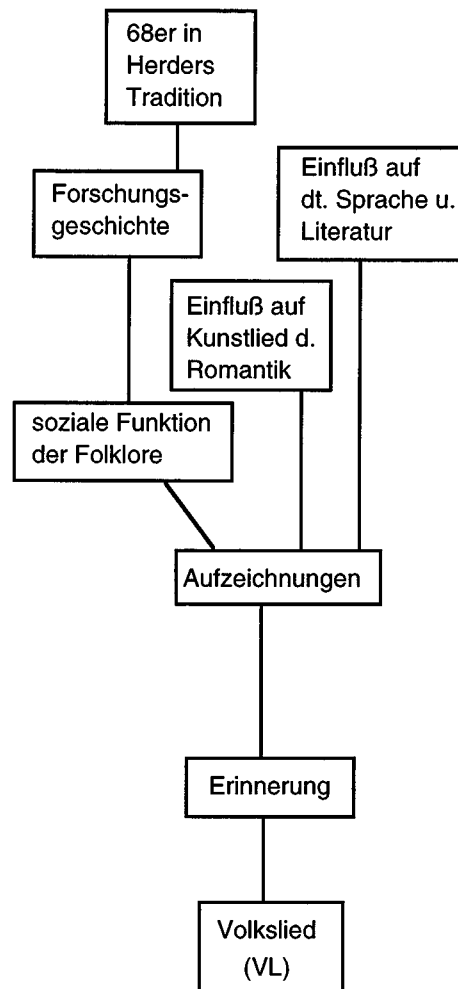 68er in
Herders
Tradition
Einfluß auf
dt. Sprache u.
Literatur
Forschungs-
geschichte
Einfluß auf
Kunstlied d.
Romantik
soziale Funktion
der Folklore
Aufzeichnungen
Erinnerung
Volkslied
(VL)